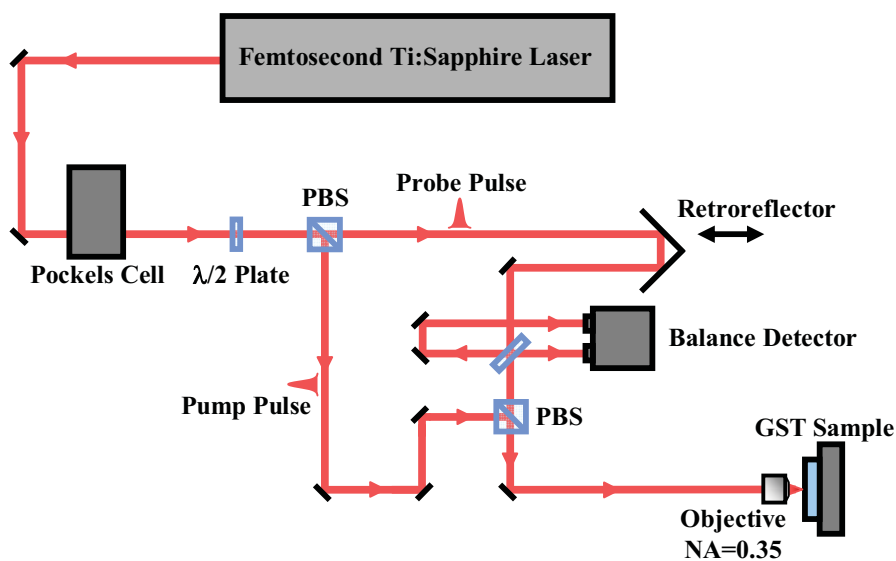 Femtosecond Ti:Sapphire Laser
PBS
Probe Pulse
Retroreflector
Pockels Cell
λ/2 Plate
Balance Detector
Pump Pulse
PBS
GST Sample
Objective
NA=0.35